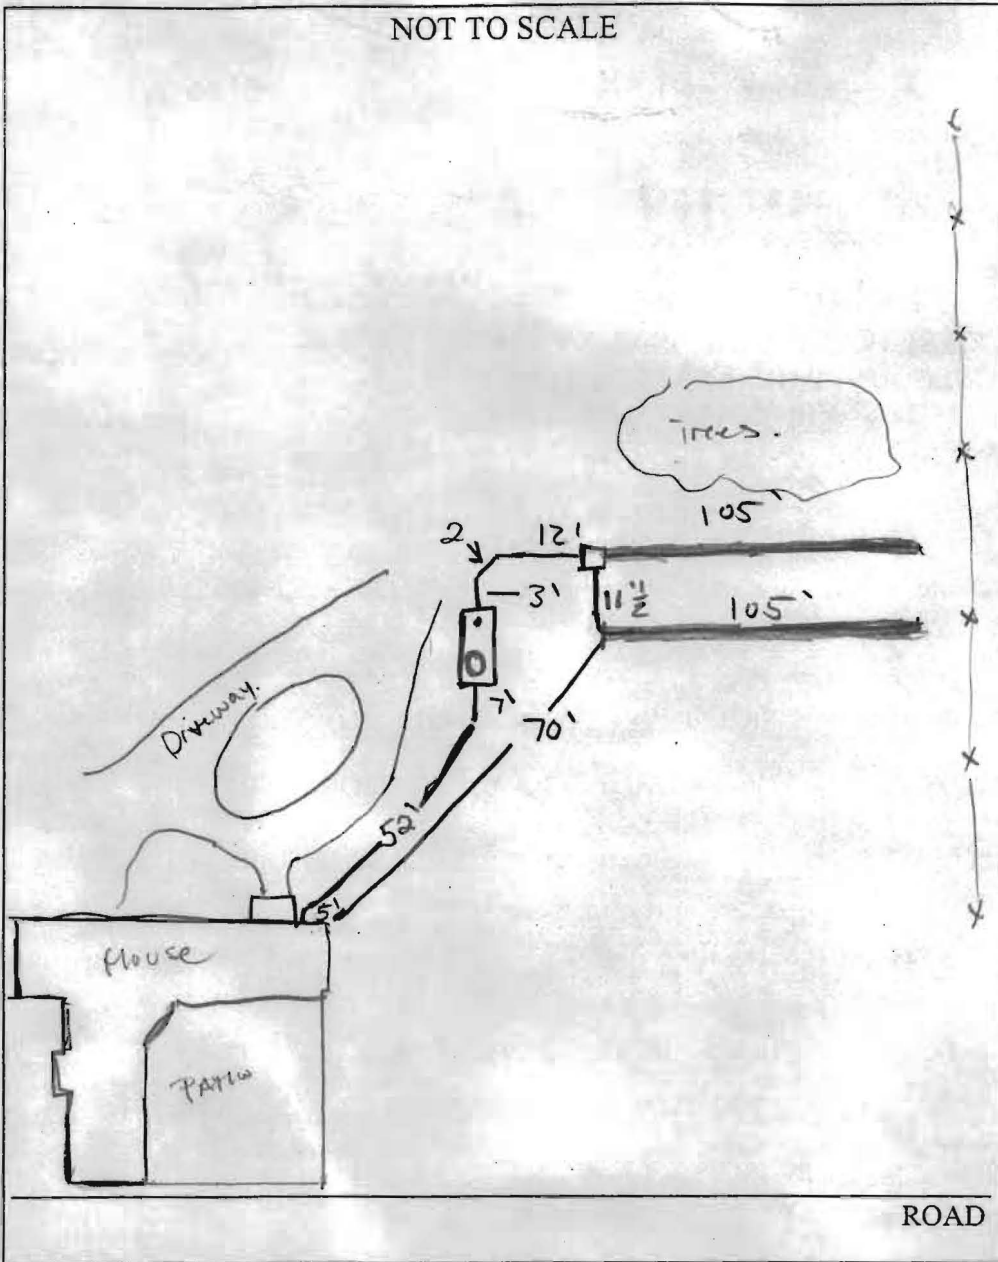 NOT TO SCALE
Trees.
105'
2
12'
3'
11 1/2
105'
7'
Driveway.
70'
52'
5'
House
PATIO
ROAD